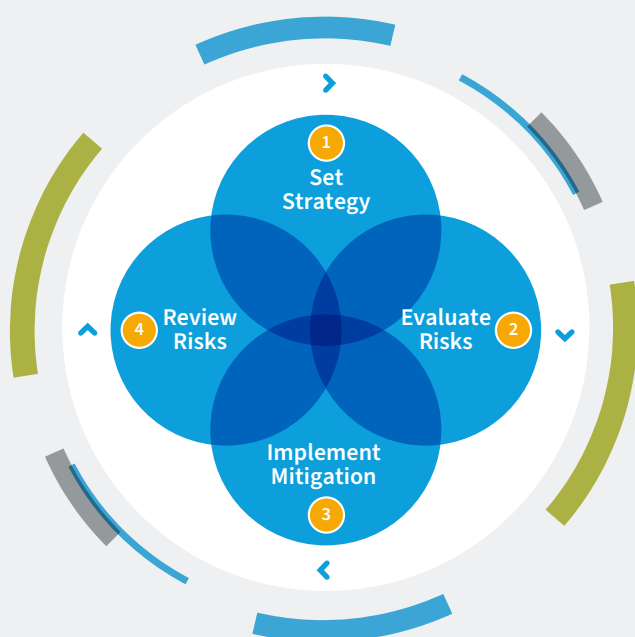 1
Set
Strategy
Evaluate
Risks
2
Implement
Mitigation
3
4
Review
Risks